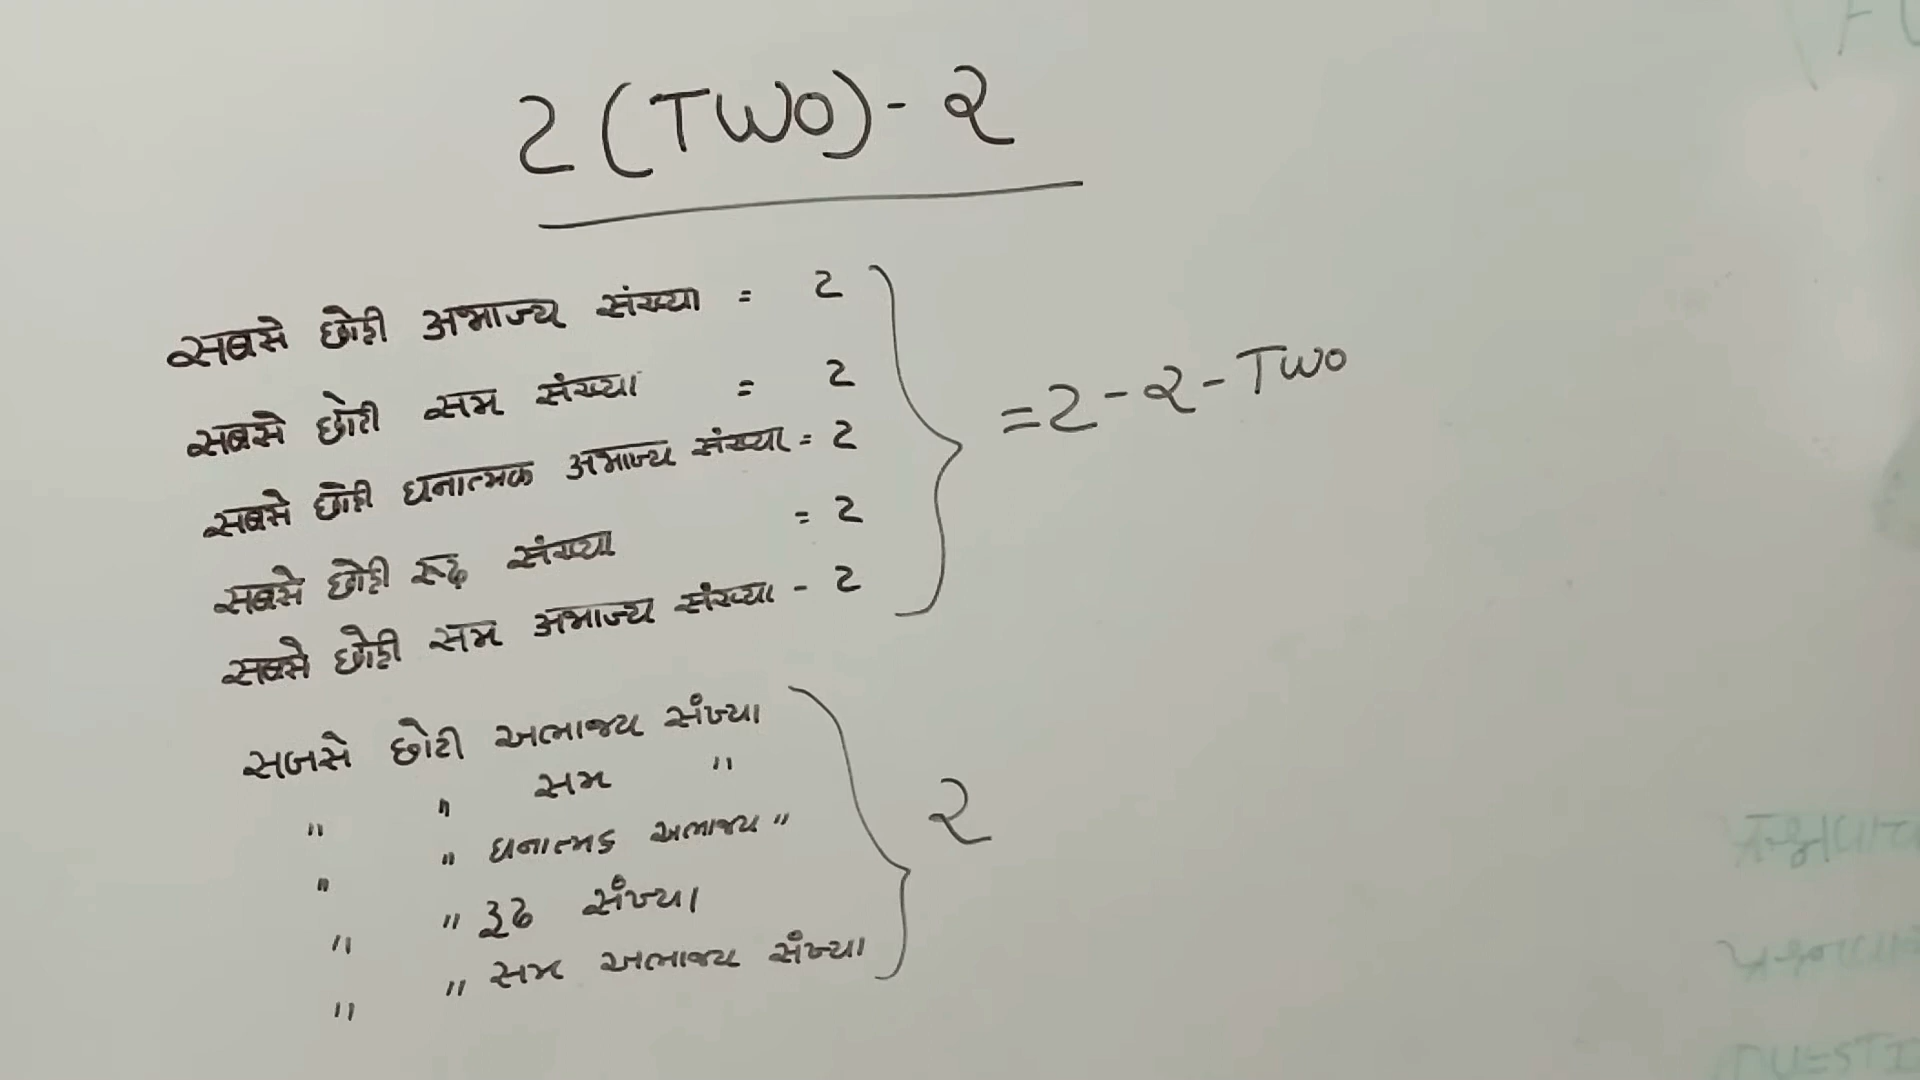 2 (TWO) - २
सबसे छोटी अभाज्य संख्या = 2
सबसे छोटी सम संख्या = 2
सबसे छोटी धनात्मक अभाज्य संख्या = 2
सबसे छोटी रूढ़ संख्या = 2
सबसे छोटी सम अभाज्य संख्या - 2
= 2 - २ - TWO
સબસે છોટી અભાજ્ય સંખ્યા
" " સમ "
" " ધનાત્મક અભાજ્ય "
" " રૂઢ સંખ્યા
" " સમ અભાજ્ય સંખ્યા
૨